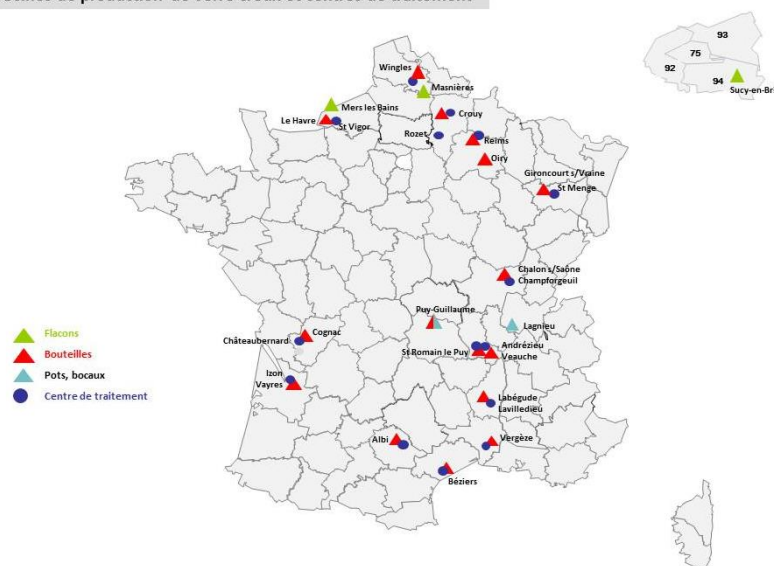 93
75
92
94
Sucy-en-Bri
Wingles
Masnières
Mers les Bains
Le Havre
St Vigor
Crouy
Rozet
Reims
Oiry
Gironcourt s/Vraine
St Menge
Chalon s/Saône
Champforgeuil
Puy-Guillaume
Lagnieu
Cognac
Châteaubernard
St Romain le Puy
Andrézieu
Veauche
Izon
Vayres
Labégude
Lavilledieu
Albi
Vergèze
Béziers
Flacons
Bouteilles
Pots, bocaux
Centre de traitement